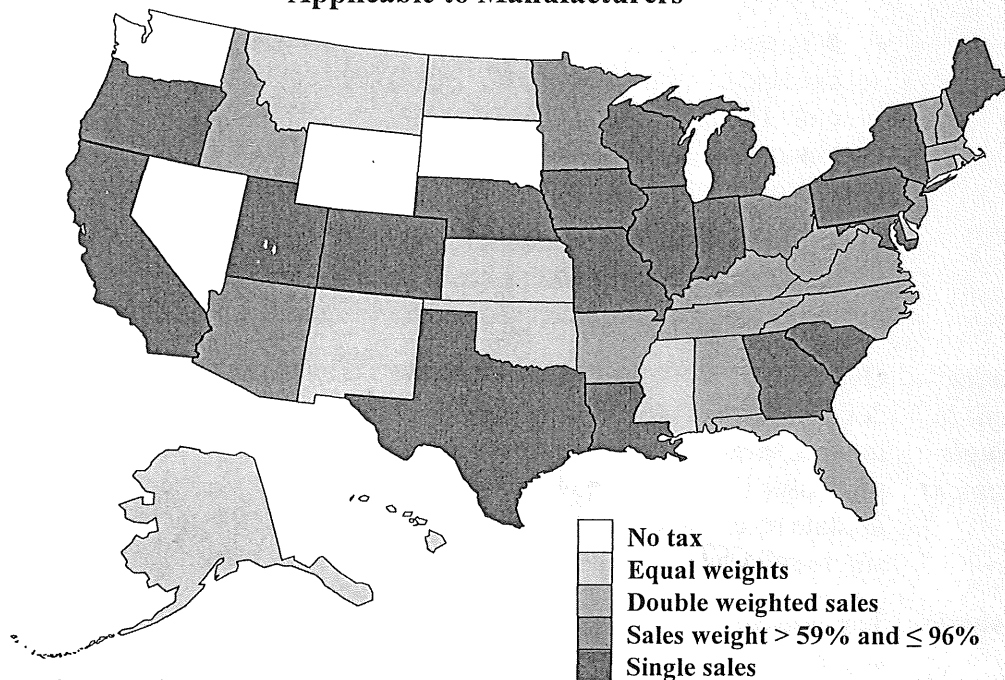 Applicable to Manufacturers
No tax
Equal weights
Double weighted sales
Sales weight > 59% and ≤ 96%
Single sales